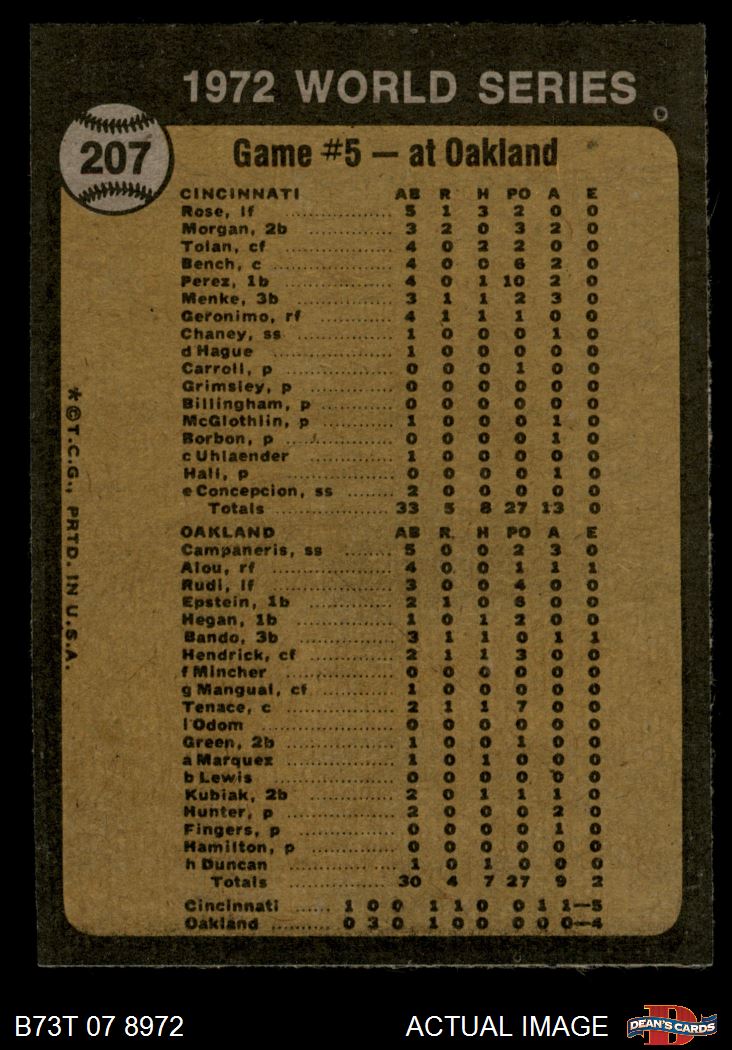 1972 WORLD SERIES
207
Game #5 — at Oakland
CINCINNATI AB R H PO A E
Rose, lf 5 1 3 2 0 0
Morgan, 2b 3 2 0 3 2 0
Tolan, cf 4 0 2 2 0 0
Bench, c 4 0 0 6 2 0
Perez, 1b 4 0 1 10 2 0
Menke, 3b 3 1 1 2 3 0
Geronimo, rf 4 1 1 1 0 0
Chaney, ss 1 0 0 0 1 0
d Hague 1 0 0 0 0 0
Carroll, p 0 0 0 1 0 0
Grimsley, p 0 0 0 0 0 0
Billingham, p 0 0 0 0 0 0
McGlothlin, p 1 0 0 0 1 0
Borbon, p 0 0 0 0 1 0
c Uhlaender 1 0 0 0 0 0
Hall, p 0 0 0 0 1 0
e Concepcion, ss 2 0 0 0 0 0
Totals 33 5 8 27 13 0
OAKLAND AB R. H PO A E
Campaneris, ss 5 0 0 2 3 0
Alou, rf 4 0 0 1 1 1
Rudi, lf 3 0 0 4 0 0
Epstein, 1b 2 1 0 6 0 0
Hegan, 1b 1 0 1 2 0 0
Bando, 3b 3 1 1 0 1 1
Hendrick, cf 2 1 1 3 0 0
f Mincher 0 0 0 0 0 0
g Mangual, cf 1 0 0 0 0 0
Tenace, c 2 1 1 7 0 0
i Odom 0 0 0 0 0 0
Green, 2b 1 0 0 1 0 0
a Marquez 1 0 1 0 0 0
b Lewis 0 0 0 0 0 0
Kubiak, 2b 2 0 1 1 1 0
Hunter, p 2 0 0 0 2 0
Fingers, p 0 0 0 0 1 0
Hamilton, p 0 0 0 0 0 0
h Duncan 1 0 1 0 0 0
Totals 30 4 7 27 9 2
Cincinnati 1 0 0 1 1 0 0 1 1—5
Oakland 0 3 0 1 0 0 0 0 0—4
*©T.C.G., PRTD. IN U.S.A.
B73T 07 8972
ACTUAL IMAGE
D
DEAN'S CARDS